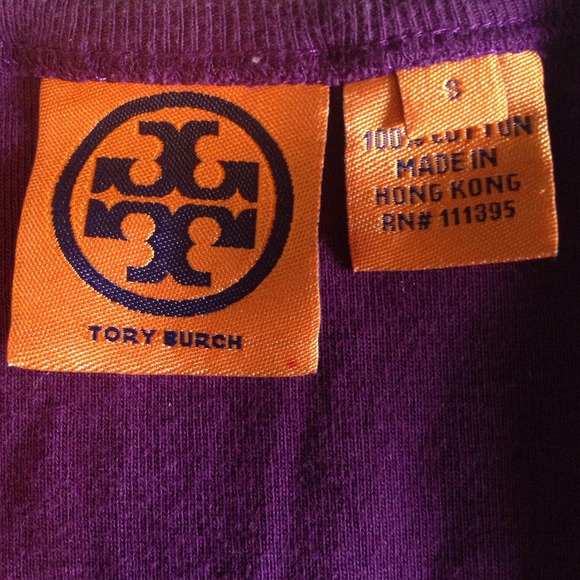 TORY BURCH
S
100% COTTON
MADE IN
HONG KONG
RN# 111395